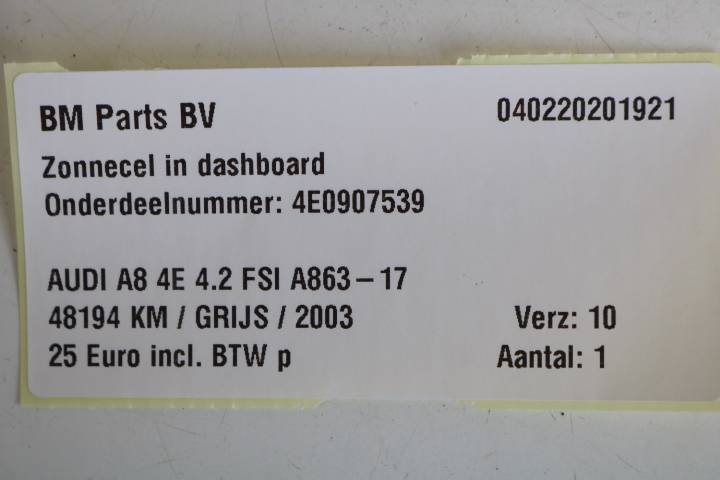 BM Parts BV 040220201921
Zonnecel in dashboard
Onderdeelnummer: 4E0907539
AUDI A8 4E 4.2 FSI A863-17
48194 KM / GRIJS / 2003 Verz: 10
25 Euro incl. BTW p Aantal: 1